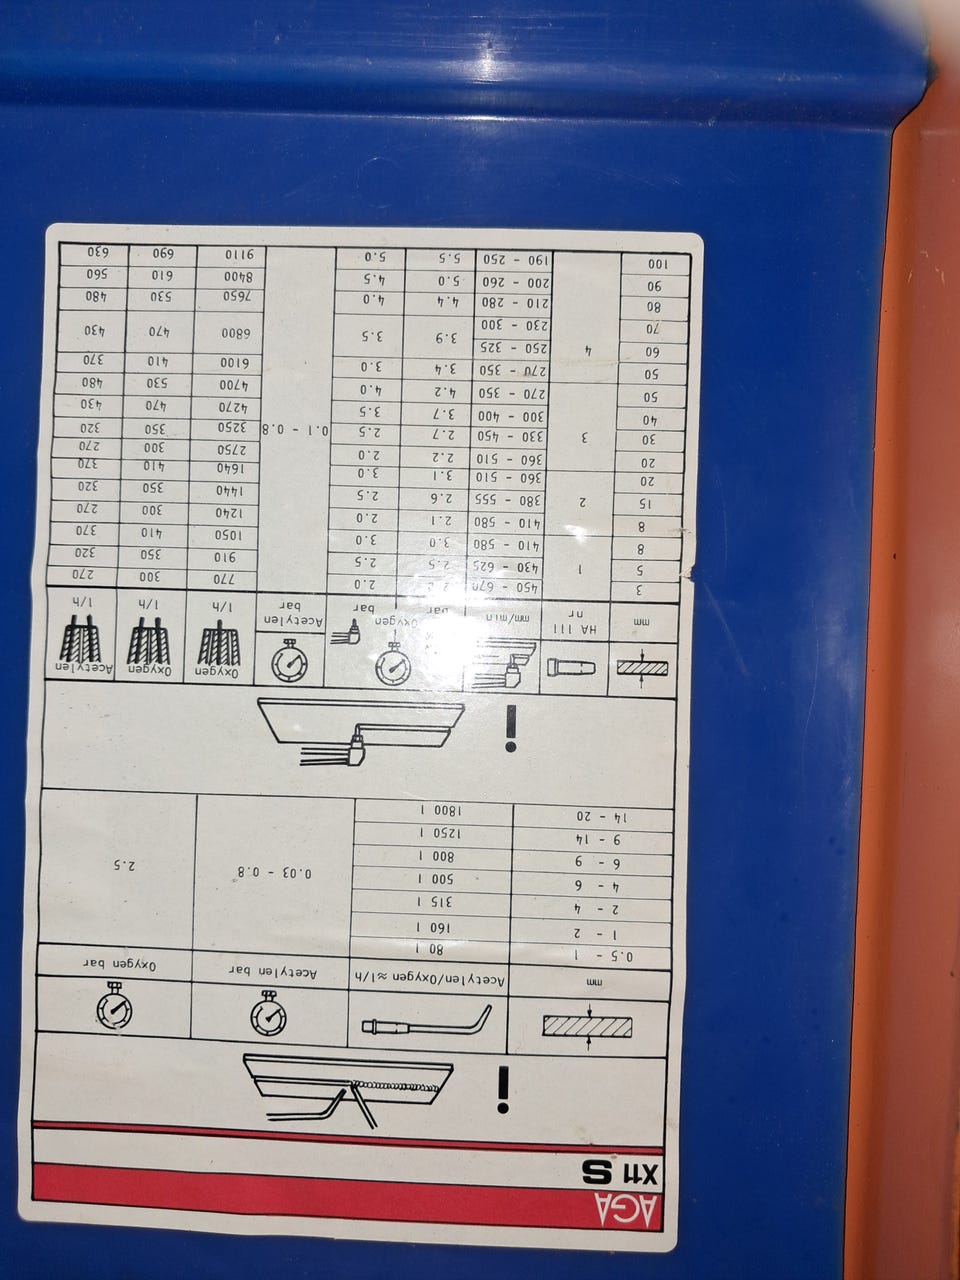 AGA
X11 S
!
mm Acetylen/Oxygen ≈ l/h Acetylen bar Oxygen bar
0.5 - 1 80 l
1 - 2 160 l
2 - 4 315 l
4 - 6 500 l 0.03 - 0.8 2.5
6 - 9 800 l
9 - 14 1250 l
14 - 20 1800 l
!
Oxygen Oxygen Acetylen
mm HA 111 nr mm/min bar Oxygen bar Acetylen bar l/h l/h l/h
3 450 - 670 2.0 770 300 270
5 1 430 - 625 2.5 2.5 910 350 320
8 410 - 580 3.0 3.0 1050 410 370
8 410 - 580 2.1 2.0 1240 300 270
15 2 380 - 555 2.6 2.5 1440 350 320
20 360 - 510 3.1 3.0 1640 410 370
20 360 - 510 2.2 2.0 2750 300 270
30 3 330 - 450 2.7 2.5 0.1 - 0.8 3250 350 320
40 300 - 400 3.7 3.5 4270 470 430
50 270 - 350 4.2 4.0 4700 530 480
50 270 - 350 3.4 3.0 6100 410 370
60 4 250 - 325 3.9 3.5 6800 470 430
70 230 - 300
80 210 - 280 4.4 4.0 7650 530 480
90 200 - 260 5.0 4.5 8400 610 560
100 190 - 250 5.5 5.0 9110 690 630